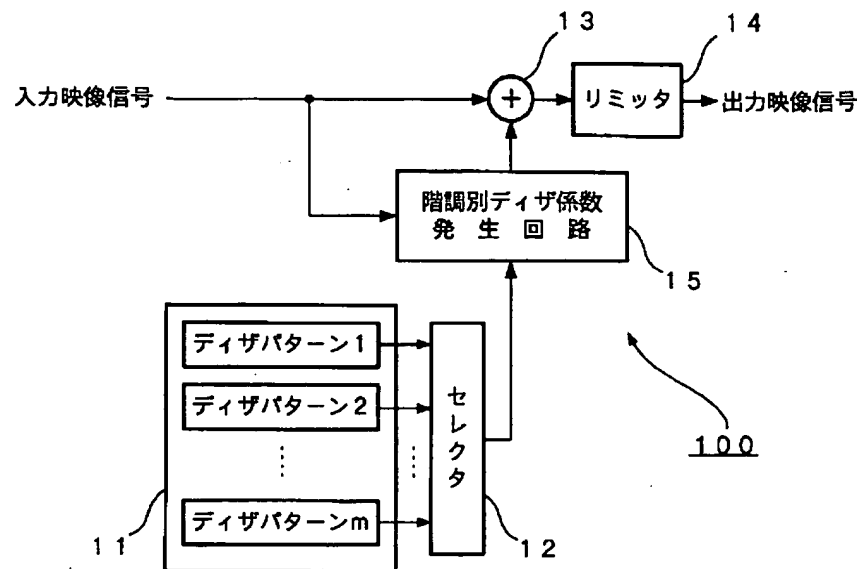 13
14
入力映像信号
+
リミッタ
出力映像信号
階調別ディザ係数
発生回路
15
ディザパターン1
ディザパターン2
ディザパターンm
セレクタ
100
11
12